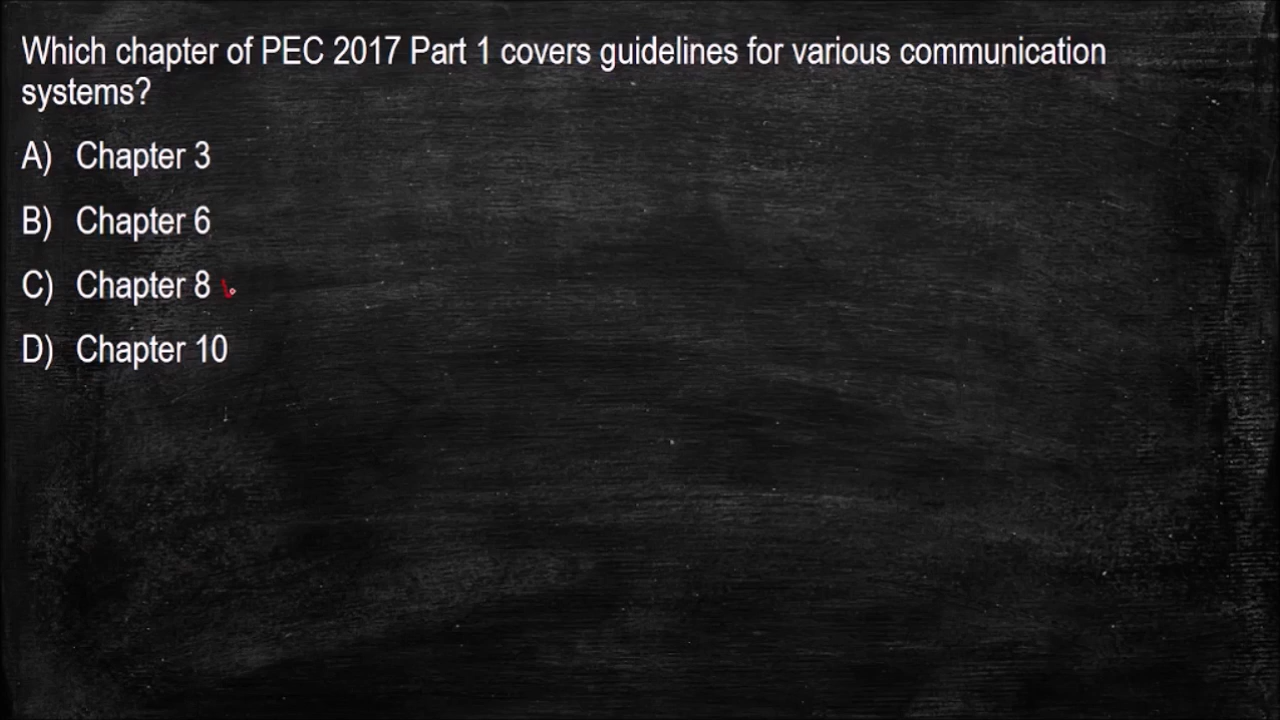 Which chapter of PEC 2017 Part 1 covers guidelines for various communication
systems?
A) Chapter 3
B) Chapter 6
C) Chapter 8
D) Chapter 10